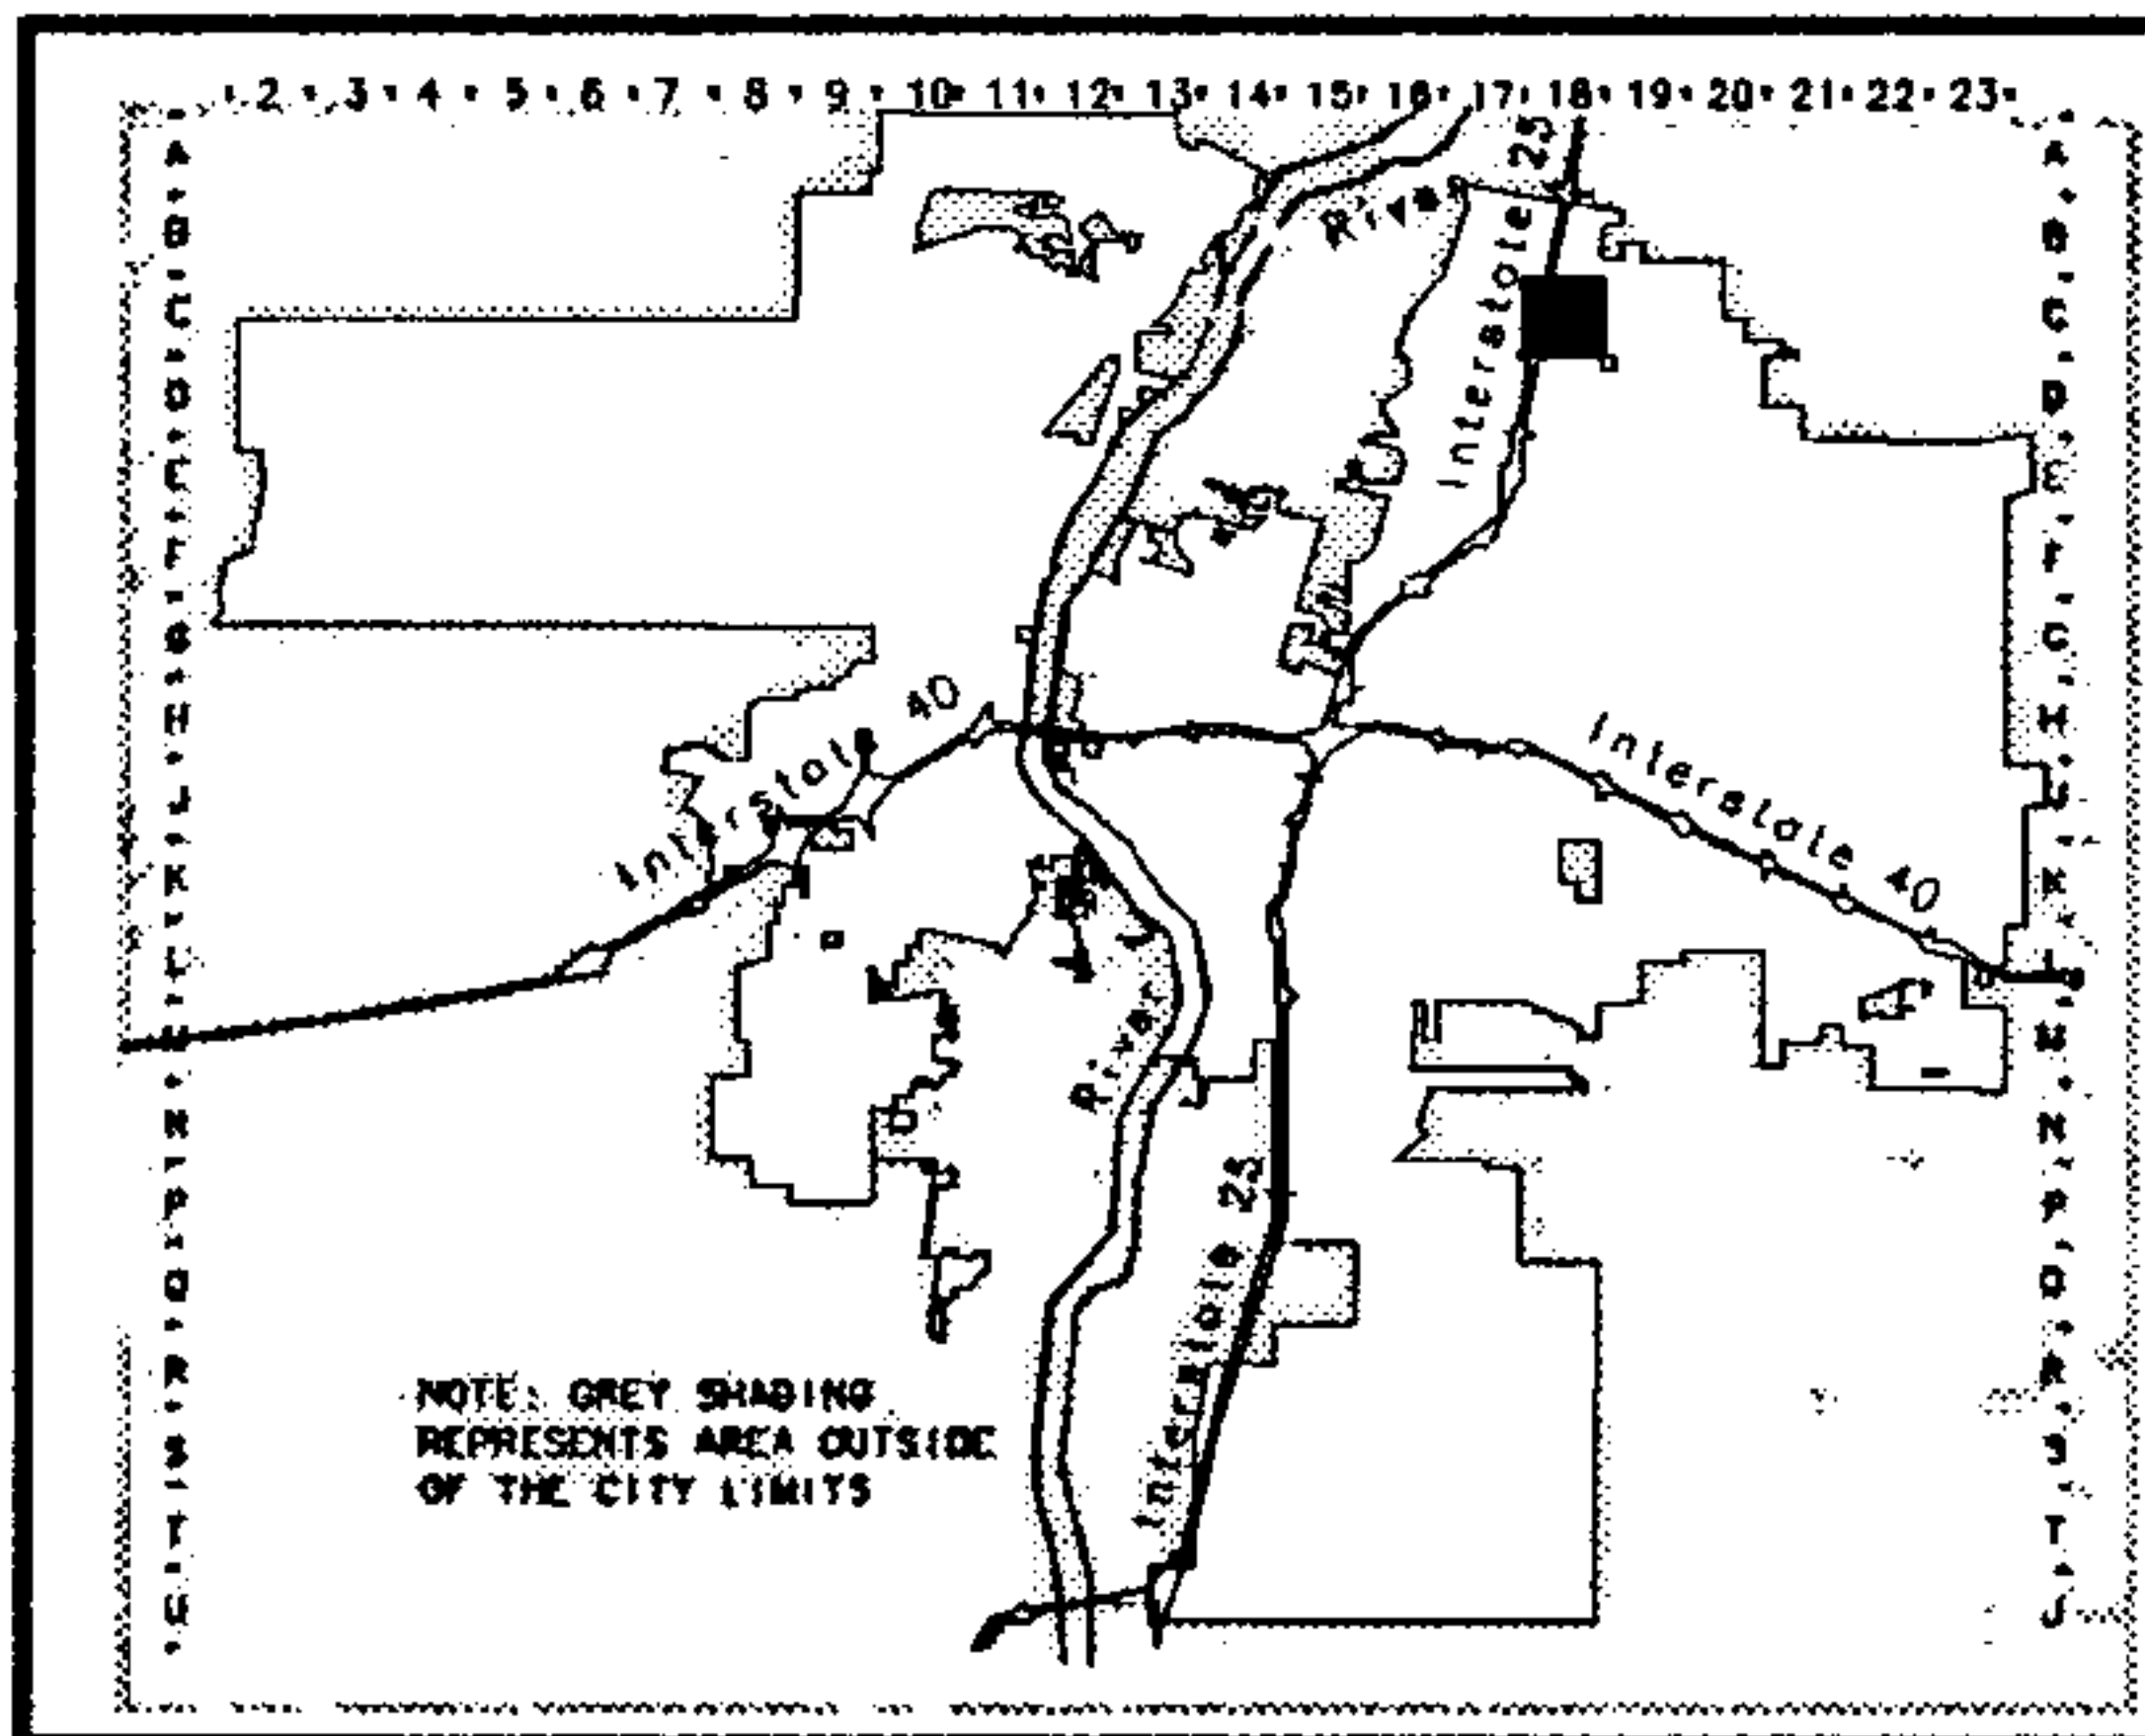 2 3 4 5 6 7 8 9 10 11 12 13 14 15 16 17 18 19 20 21 22 23
A A
B B
C C
D D
E E
F F
G G
H H
J J
K K
L L
M M
N N
P P
Q Q
R R
S S
T T
U U
25
River
Interstate
Interstate 40
Interstate 40
River
Interstate 25
NOTE: GREY SHADING
REPRESENTS AREA OUTSIDE
OF THE CITY LIMITS